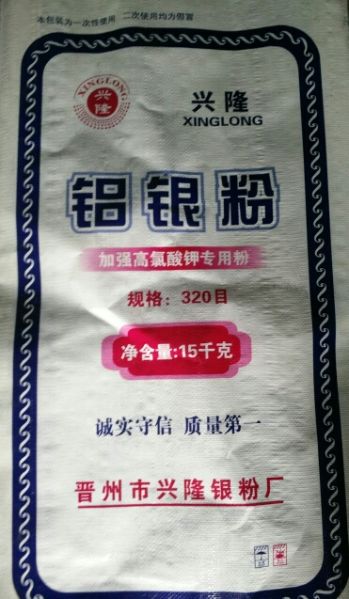 本包装为一次性使用 二次使用均为假冒
XINGLONG
兴隆
兴隆
XINGLONG
铝银粉
加强高氯酸钾专用粉
规格：320目
净含量:15千克
诚实守信 质量第一
晋州市兴隆银粉厂